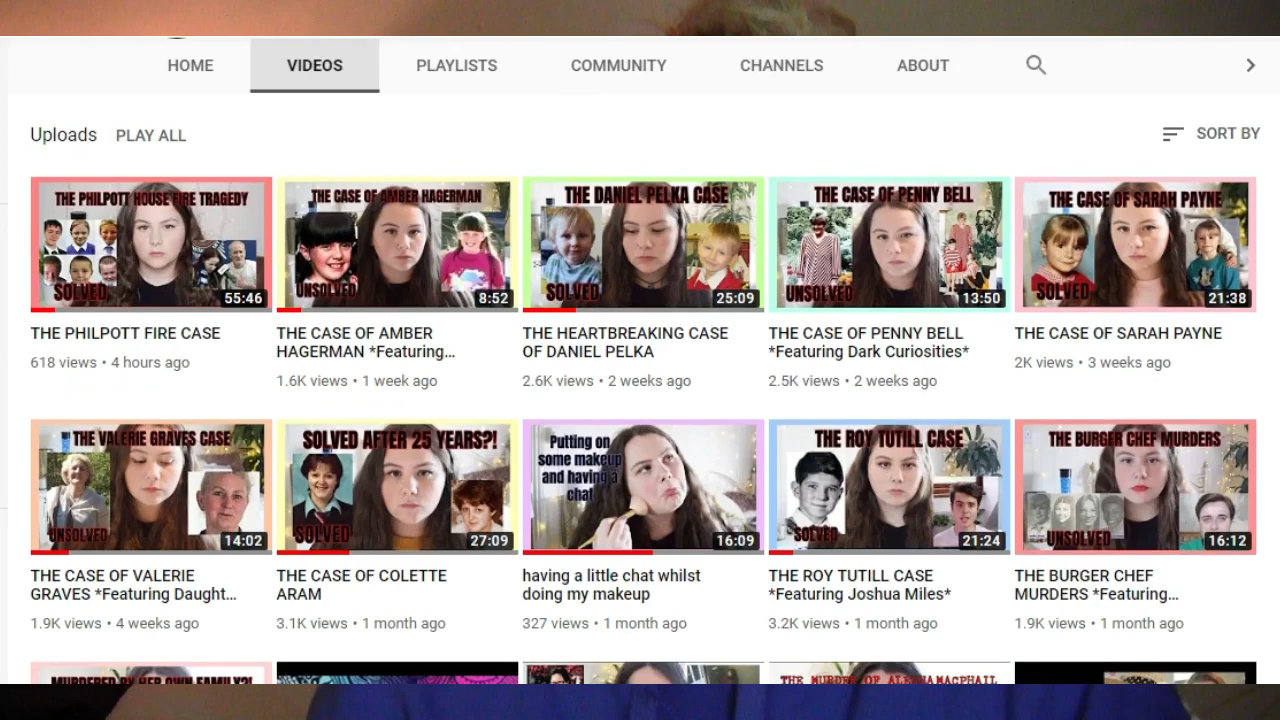 HOME VIDEOS PLAYLISTS COMMUNITY CHANNELS ABOUT
Uploads PLAY ALL SORT BY
THE PHILPOTT HOUSE FIRE TRAGEDY
SOLVED
55:46
THE CASE OF AMBER HAGERMAN
UNSOLVED
8:52
THE DANIEL PELKA CASE
SOLVED
25:09
THE CASE OF PENNY BELL
UNSOLVED
13:50
THE CASE OF SARAH PAYNE
SOLVED
21:38
THE PHILPOTT FIRE CASE
618 views • 4 hours ago
THE CASE OF AMBER
HAGERMAN *Featuring...
1.6K views • 1 week ago
THE HEARTBREAKING CASE
OF DANIEL PELKA
2.6K views • 2 weeks ago
THE CASE OF PENNY BELL
*Featuring Dark Curiosities*
2.5K views • 2 weeks ago
THE CASE OF SARAH PAYNE
2K views • 3 weeks ago
THE VALERIE GRAVES CASE
UNSOLVED
14:02
SOLVED AFTER 25 YEARS?!
SOLVED
27:09
Putting on
some makeup
and having a
chat
16:09
THE ROY TUTILL CASE
SOLVED
21:24
THE BURGER CHEF MURDERS
UNSOLVED
16:12
THE CASE OF VALERIE
GRAVES *Featuring Daught...
1.9K views • 4 weeks ago
THE CASE OF COLETTE
ARAM
3.1K views • 1 month ago
having a little chat whilst
doing my makeup
327 views • 1 month ago
THE ROY TUTILL CASE
*Featuring Joshua Miles*
3.2K views • 1 month ago
THE BURGER CHEF
MURDERS *Featuring...
1.9K views • 1 month ago
MURDERED BY HER OWN FAMILY?!
THE MURDER OF ALESHA MACPHAIL